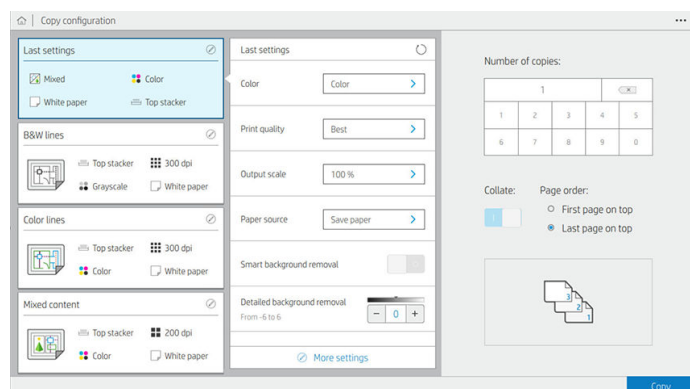 Copy configuration
Last settings
Mixed
Color
White paper
Top stacker
B&W lines
Top stacker
300 dpi
Grayscale
White paper
Color lines
Top stacker
300 dpi
Color
White paper
Mixed content
Top stacker
200 dpi
Color
White paper
Last settings
Color
Color
Print quality
Best
Output scale
100 %
Paper source
Save paper
Smart background removal
Detailed background removal
From -6 to 6
− 0 +
More settings
Number of copies:
1
1 2 3 4 5
6 7 8 9 0
Collate:
Page order:
First page on top
Last page on top
3
2
1
Copy